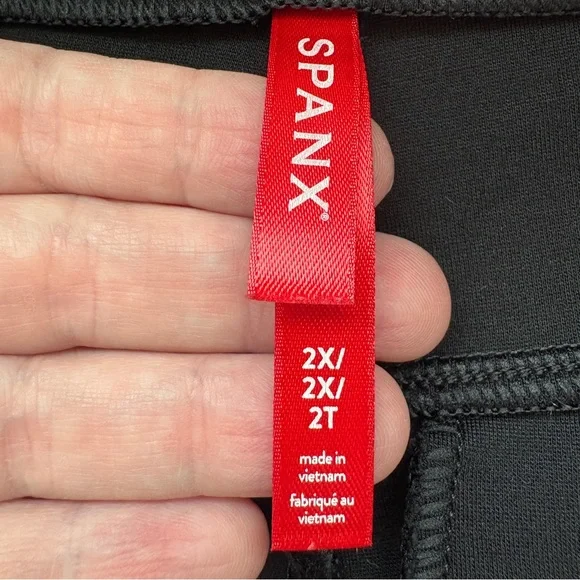 SPANX®
2X/
2X/
2T
made in
vietnam
fabriqué au
vietnam